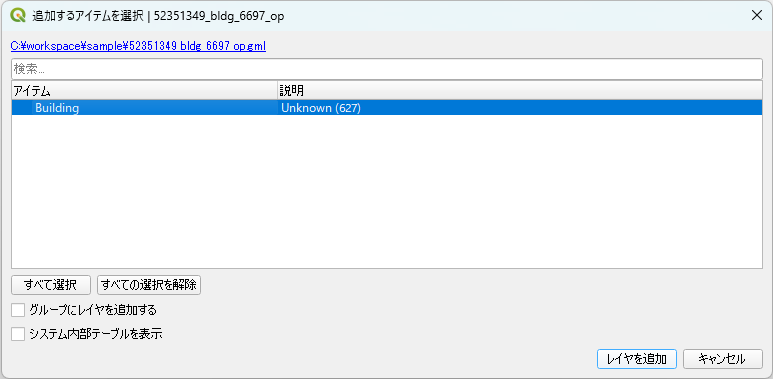 追加するアイテムを選択 | 52351349_bldg_6697_op
C:¥workspace¥sample¥52351349_bldg_6697_op.gml
検索...
アイテム 説明
Building Unknown (627)
すべて選択 すべての選択を解除
グループにレイヤを追加する
システム内部テーブルを表示
レイヤを追加 キャンセル